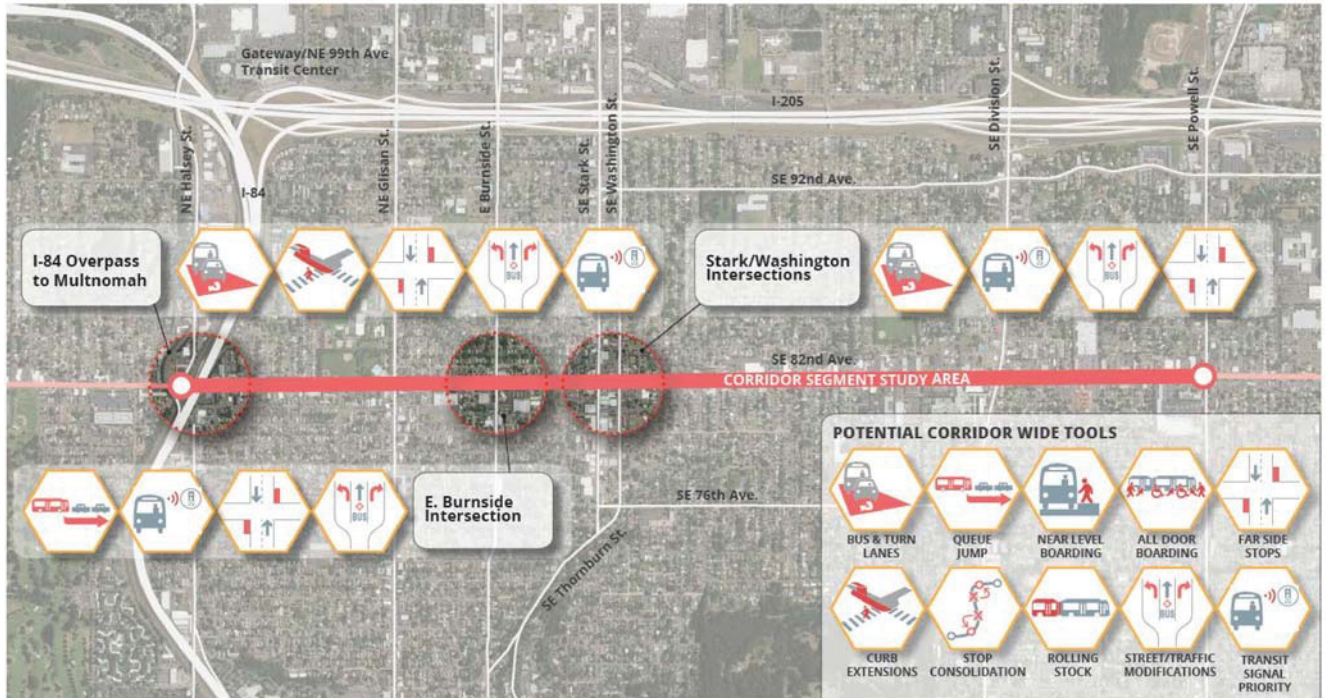 Gateway/NE 99th Ave
Transit Center
I-205
NE Halsey St.
I-84
NE Glisan St.
E Burnside St.
SE Stark St.
SE Washington St.
SE Division St.
SE Powell St.
SE 92nd Ave.
I-84 Overpass
to Multnomah
BUS
Stark/Washington
Intersections
BUS
SE 82nd Ave.
CORRIDOR SEGMENT STUDY AREA
BUS
E. Burnside
Intersection
SE 76th Ave.
SE Thornburn St.
POTENTIAL CORRIDOR WIDE TOOLS
BUS & TURN
LANES
QUEUE
JUMP
NEAR LEVEL
BOARDING
ALL DOOR
BOARDING
FAR SIDE
STOPS
CURB
EXTENSIONS
STOP
CONSOLIDATION
ROLLING
STOCK
BUS
STREET/TRAFFIC
MODIFICATIONS
TRANSIT
SIGNAL
PRIORITY